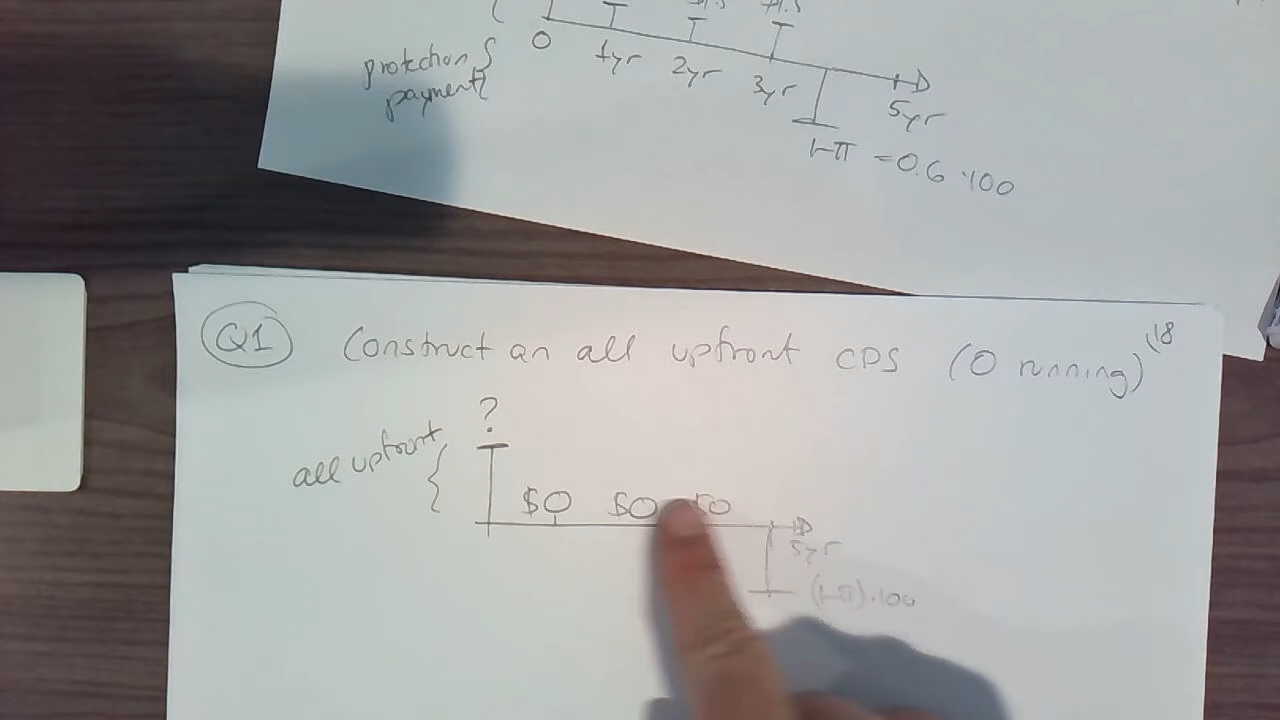 0 1yr 2yr 3yr 5yr
protection
payment
1-π = 0.6 · 100
Q1 Construct an all upfront CDS (0 running) '18
?
all upfront
$0 $0 $0
5yr
(1-π) · 100